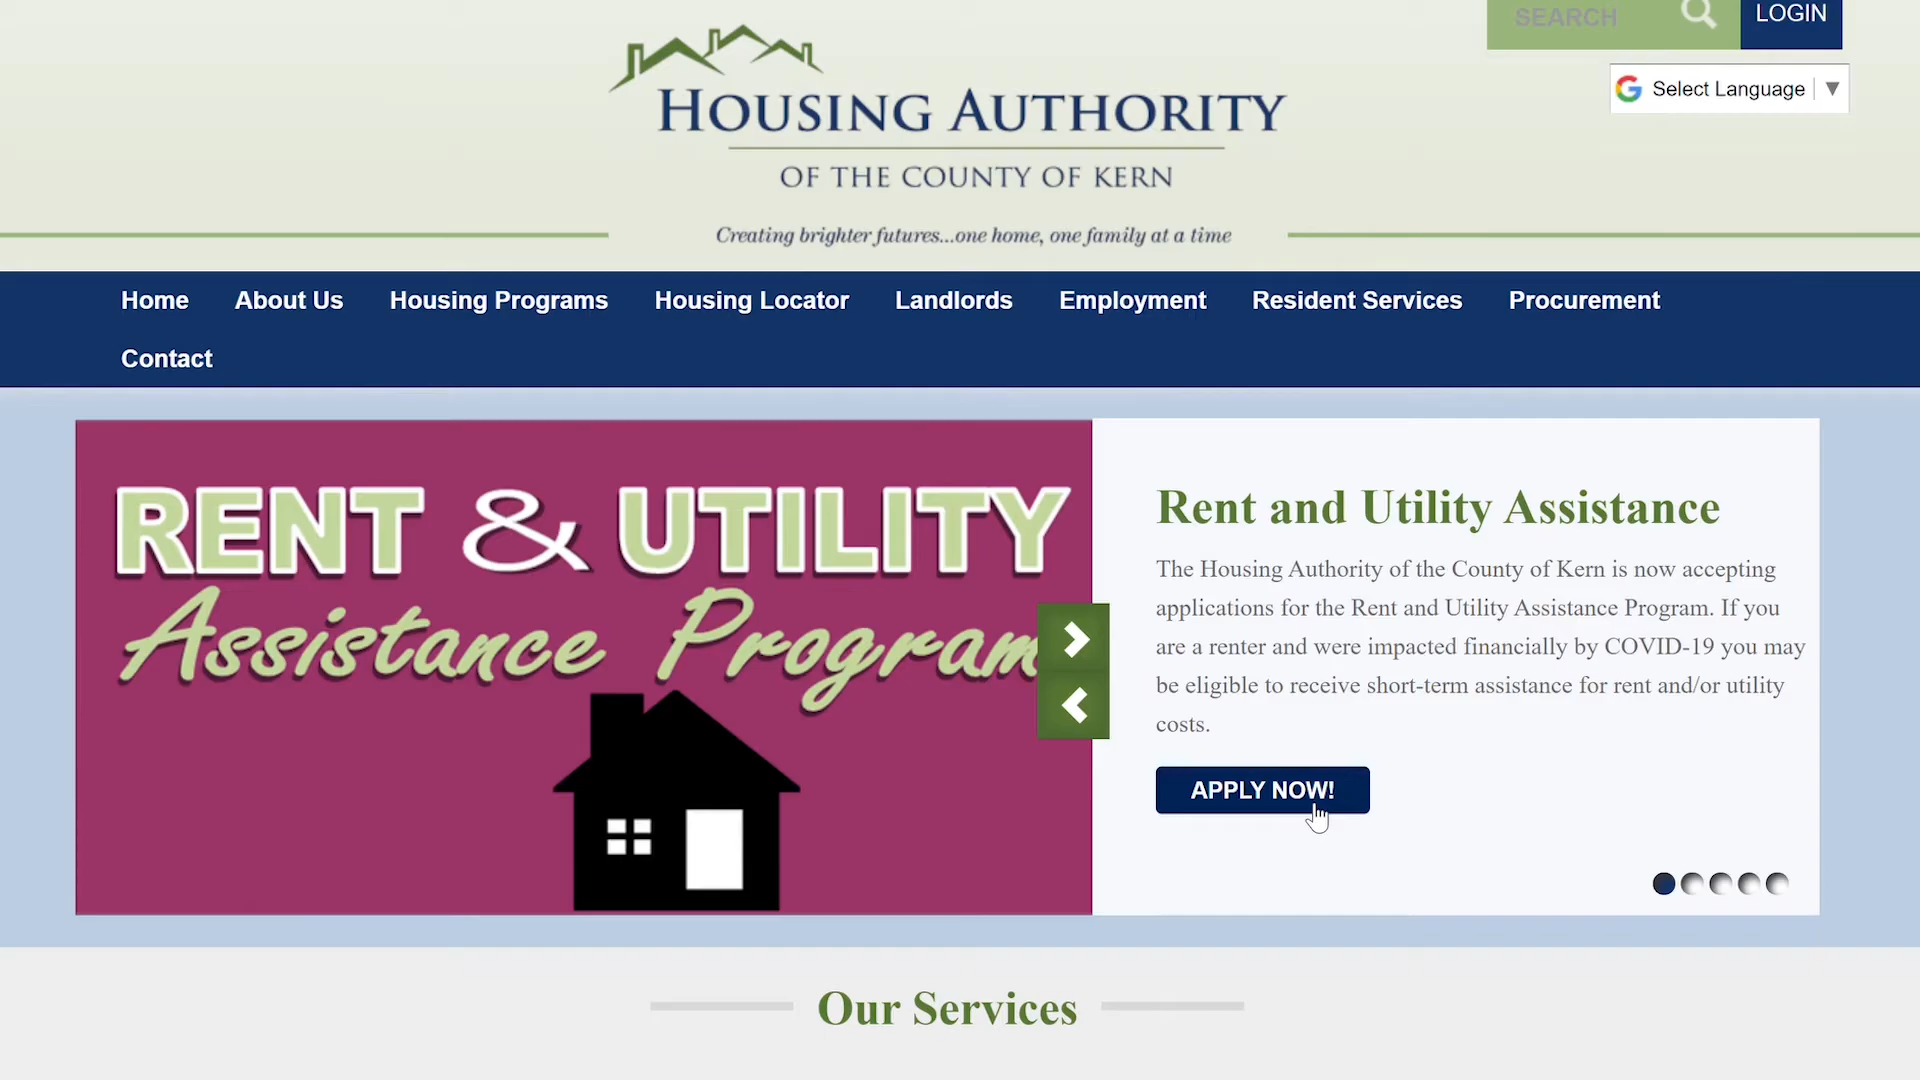 SEARCH
LOGIN
Select Language
HOUSING AUTHORITY
OF THE COUNTY OF KERN
Creating brighter futures...one home, one family at a time
Home About Us Housing Programs Housing Locator Landlords Employment Resident Services Procurement
Contact
RENT & UTILITY
Assistance Program
Rent and Utility Assistance
The Housing Authority of the County of Kern is now accepting
applications for the Rent and Utility Assistance Program. If you
are a renter and were impacted financially by COVID-19 you may
be eligible to receive short-term assistance for rent and/or utility
costs.
APPLY NOW!
Our Services